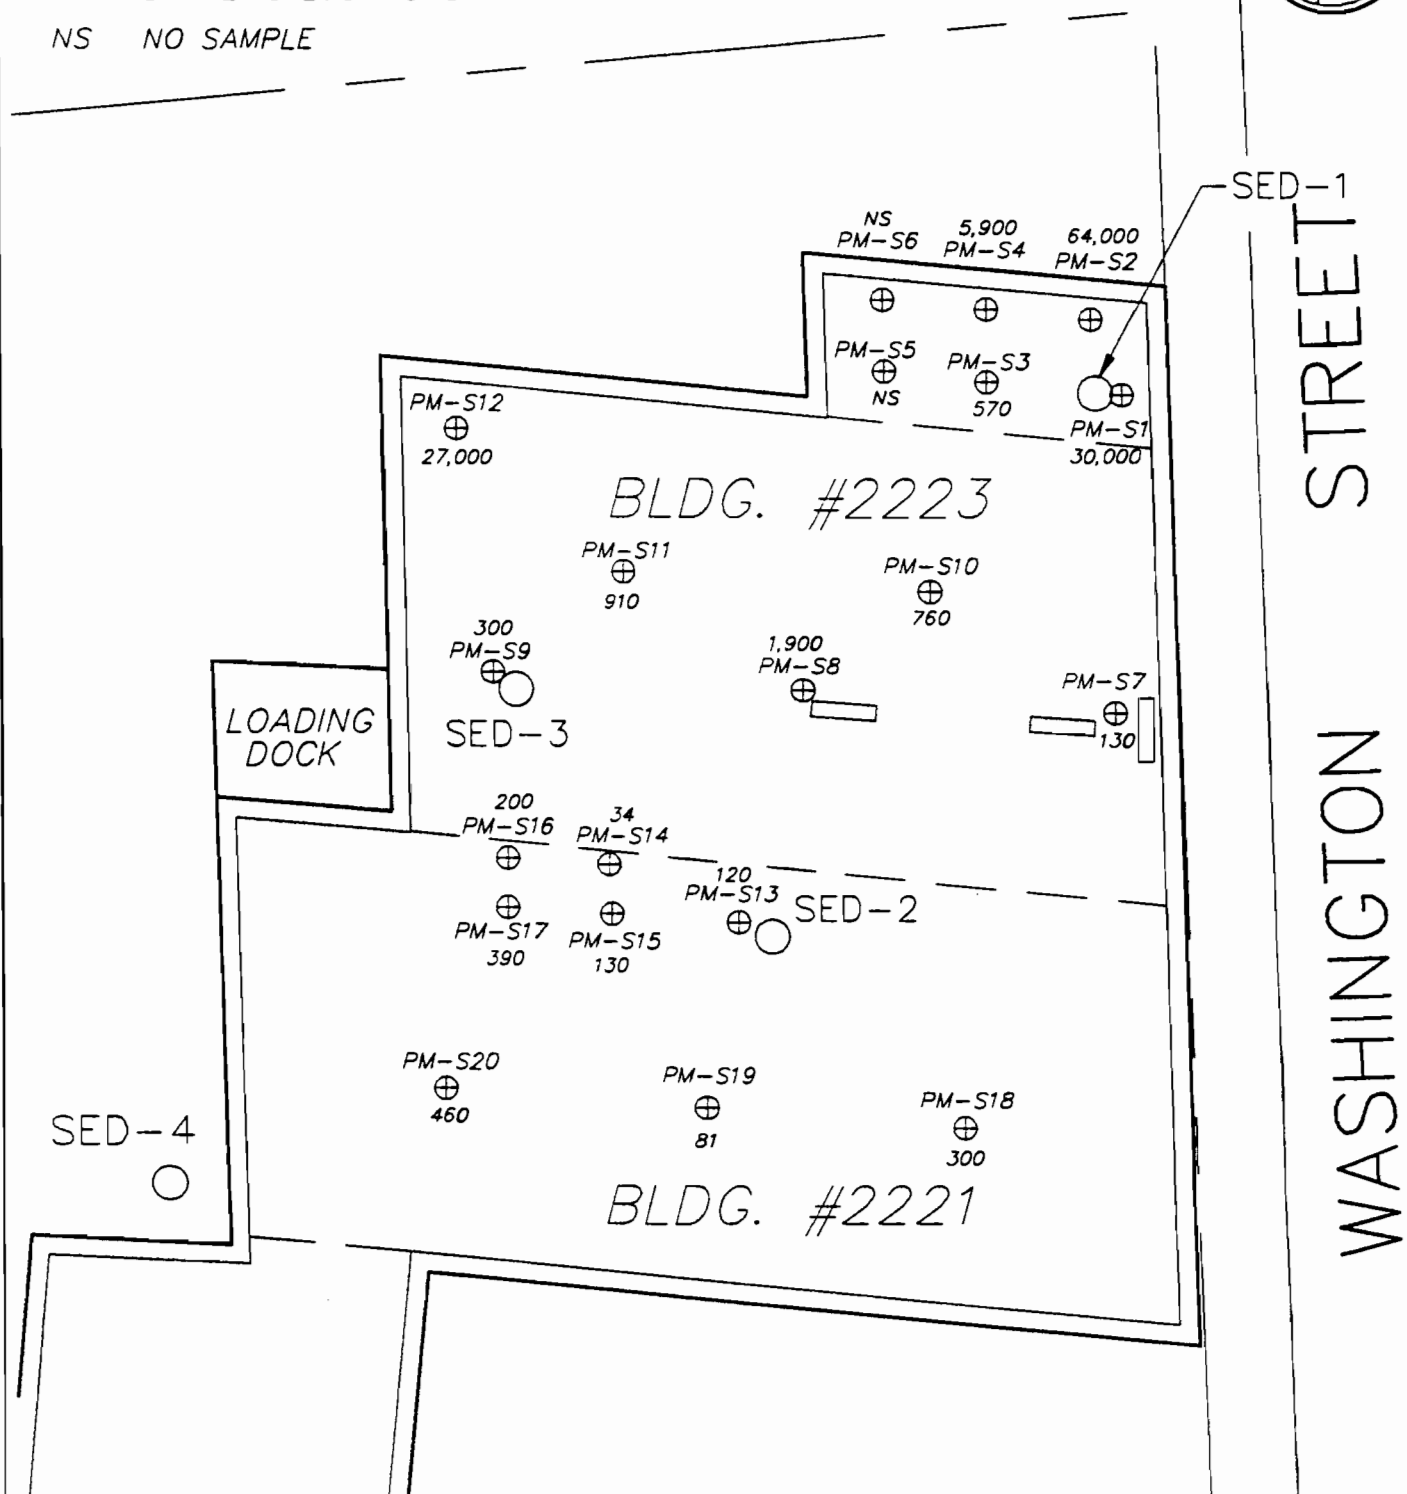 NS NO SAMPLE
SED-1
NS
PM-S6
5,900
PM-S4
64,000
PM-S2
PM-S5
NS
PM-S3
570
PM-S1
30,000
PM-S12
27,000
BLDG. #2223
PM-S11
910
PM-S10
760
300
PM-S9
SED-3
1,900
PM-S8
PM-S7
130
LOADING
DOCK
200
PM-S16
34
PM-S14
120
PM-S13
SED-2
PM-S17
390
PM-S15
130
PM-S20
460
PM-S19
81
PM-S18
300
SED-4
BLDG. #2221
WASHINGTON STREET